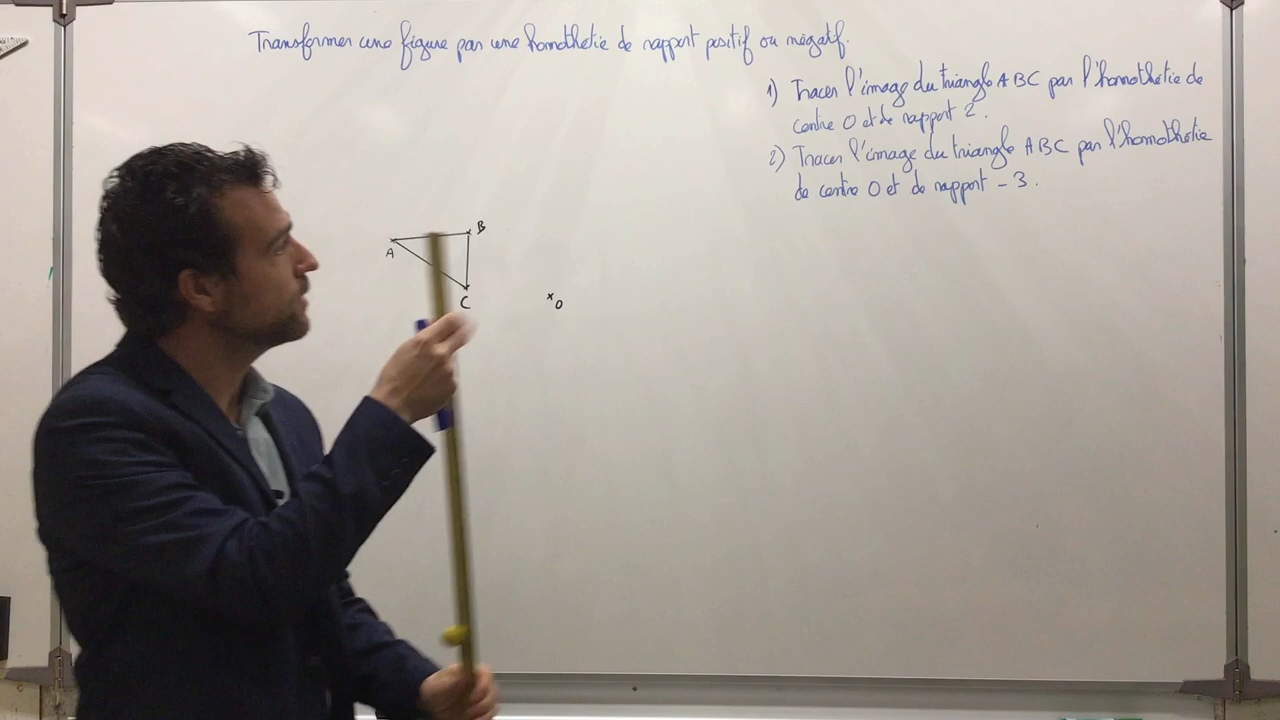 Transformer une figure par une homothétie de rapport positif ou négatif.
1) Tracer l'image du triangle ABC par l'homothétie de
centre O et de rapport 2.
2) Tracer l'image du triangle ABC par l'homothétie
de centre O et de rapport -3.
A
B
C
O